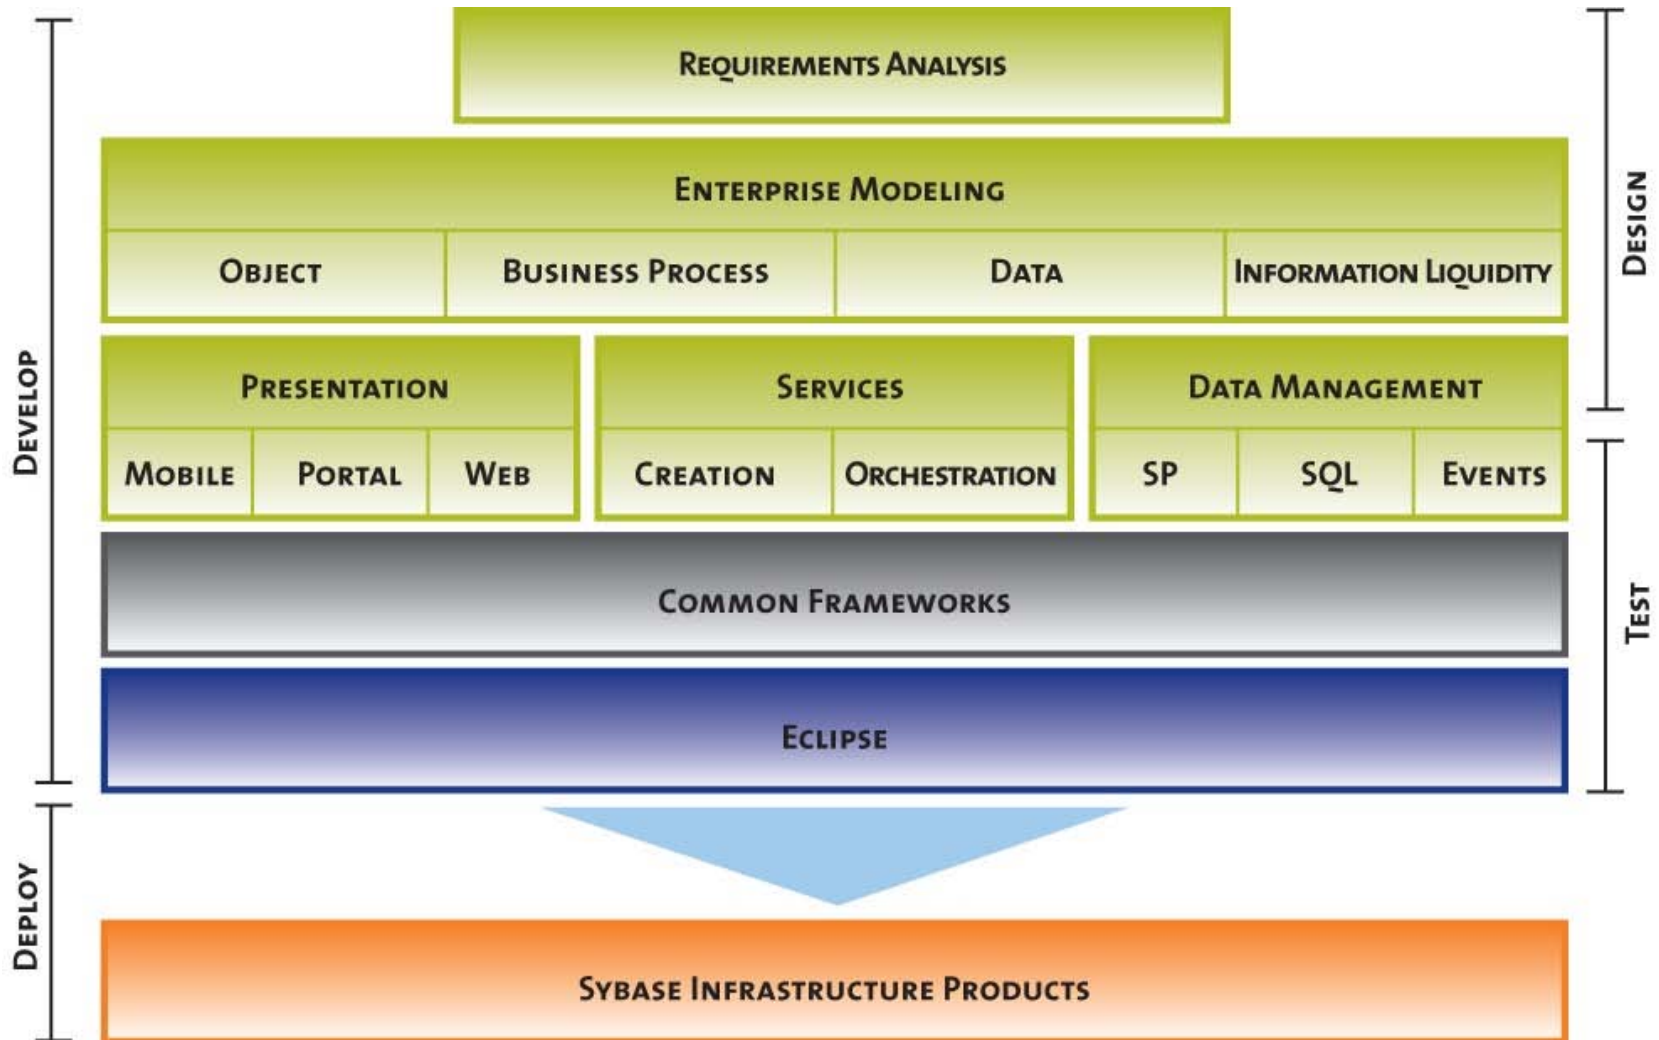 REQUIREMENTS ANALYSIS
ENTERPRISE MODELING
OBJECT
BUSINESS PROCESS
DATA
INFORMATION LIQUIDITY
PRESENTATION
MOBILE
PORTAL
WEB
SERVICES
CREATION
ORCHESTRATION
DATA MANAGEMENT
SP
SQL
EVENTS
COMMON FRAMEWORKS
ECLIPSE
SYBASE INFRASTRUCTURE PRODUCTS
DEVELOP
DEPLOY
DESIGN
TEST